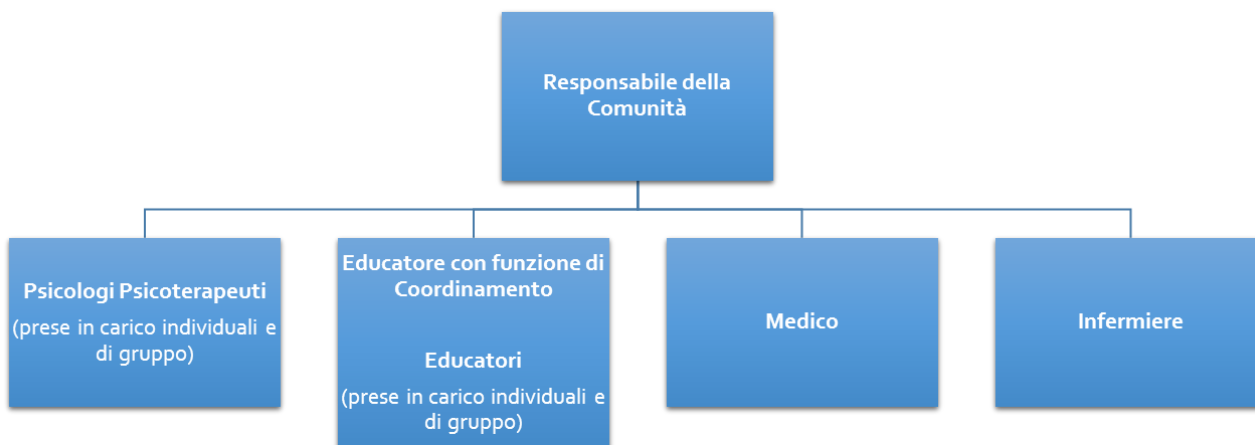 Responsabile della
Comunità
Psicologi Psicoterapeuti
(prese in carico individuali e
di gruppo)
Educatore con funzione di
Coordinamento
Educatori
(prese in carico individuali e
di gruppo)
Medico
Infermiere